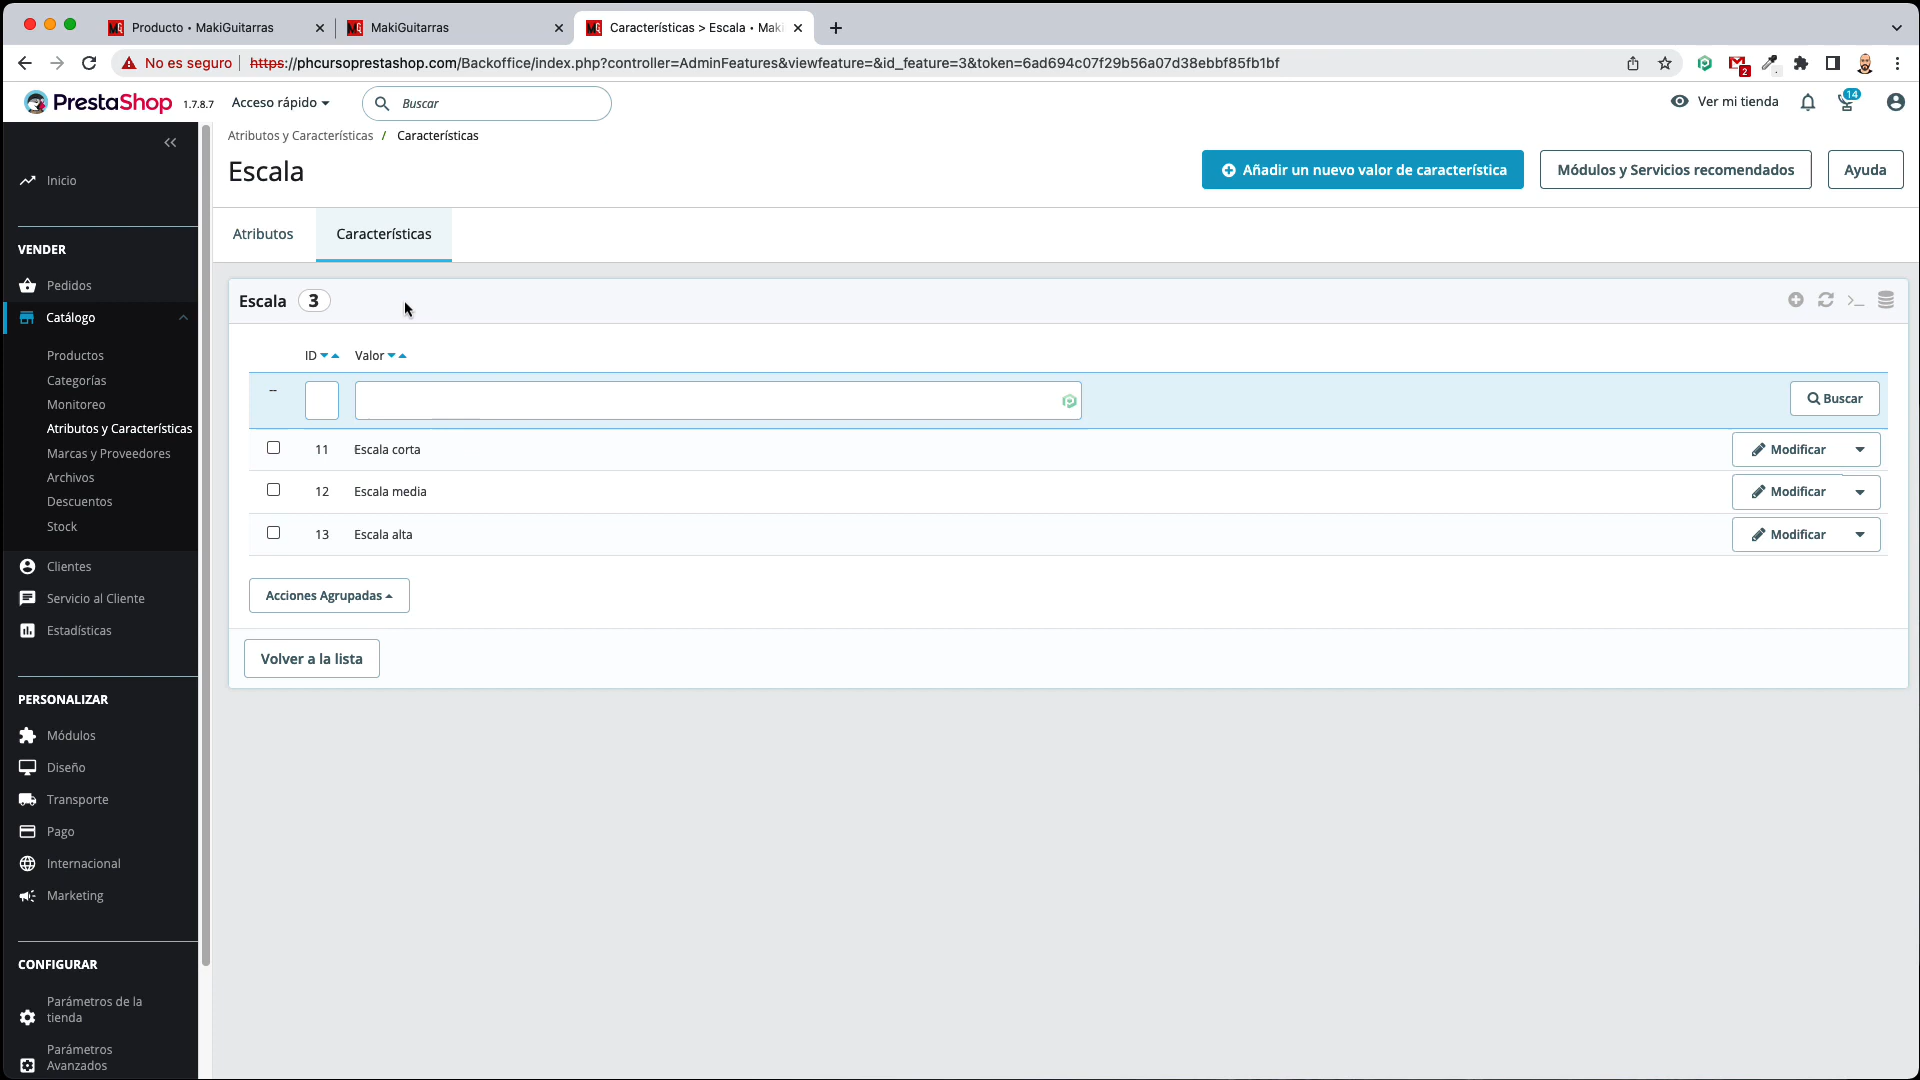 Producto • MakiGuitarras
MakiGuitarras
Características > Escala • Maki
No es seguro
https://phcursoprestashop.com/Backoffice/index.php?controller=AdminFeatures&viewfeature=&id_feature=3&token=6ad694c07f29b56a07d38ebbf85fb1bf
2
PrestaShop
1.7.8.7
Acceso rápido
Buscar
Ver mi tienda
14
Atributos y Características / Características
Escala
Añadir un nuevo valor de característica
Módulos y Servicios recomendados
Ayuda
Atributos
Características
Inicio
VENDER
Pedidos
Catálogo
Productos
Categorías
Monitoreo
Atributos y Características
Marcas y Proveedores
Archivos
Descuentos
Stock
Clientes
Servicio al Cliente
Estadísticas
PERSONALIZAR
Módulos
Diseño
Transporte
Pago
Internacional
Marketing
CONFIGURAR
Parámetros de la
tienda
Parámetros
Avanzados
Escala 3
ID Valor
--
Buscar
11 Escala corta Modificar
12 Escala media Modificar
13 Escala alta Modificar
Acciones Agrupadas
Volver a la lista